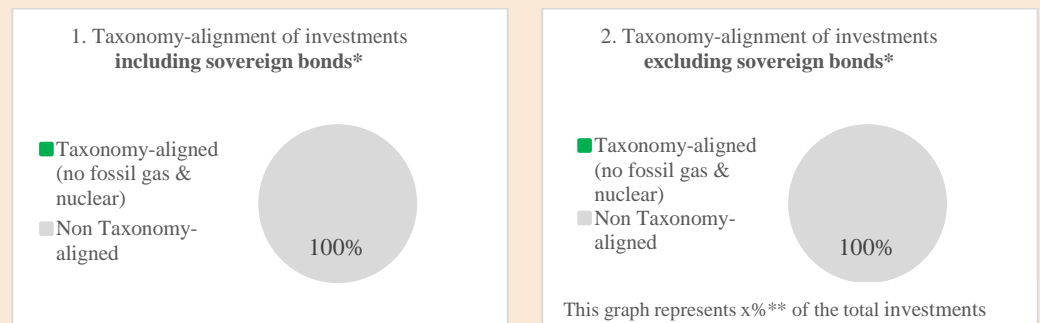 1. Taxonomy-alignment of investments
including sovereign bonds*
Taxonomy-aligned
(no fossil gas &
nuclear)
Non Taxonomy-
aligned
100%
2. Taxonomy-alignment of investments
excluding sovereign bonds*
Taxonomy-aligned
(no fossil gas &
nuclear)
Non Taxonomy-
aligned
100%
This graph represents x%** of the total investments